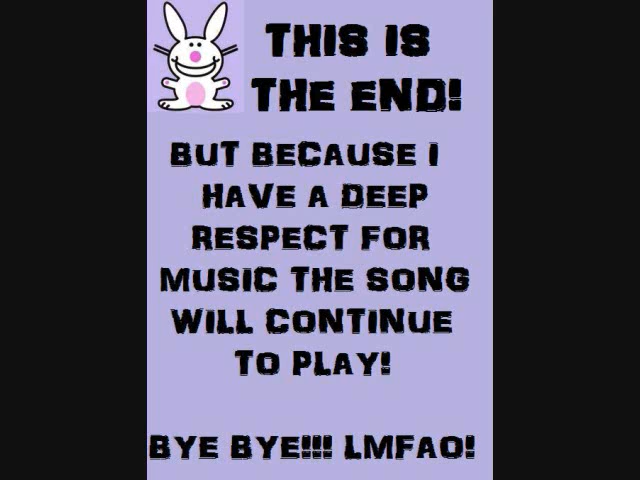 THIS IS
THE END!
BUT BECAUSE I
HAVE A DEEP
RESPECT FOR
MUSIC THE SONG
WILL CONTINUE
TO PLAY!
BYE BYE!!! LMFAO!